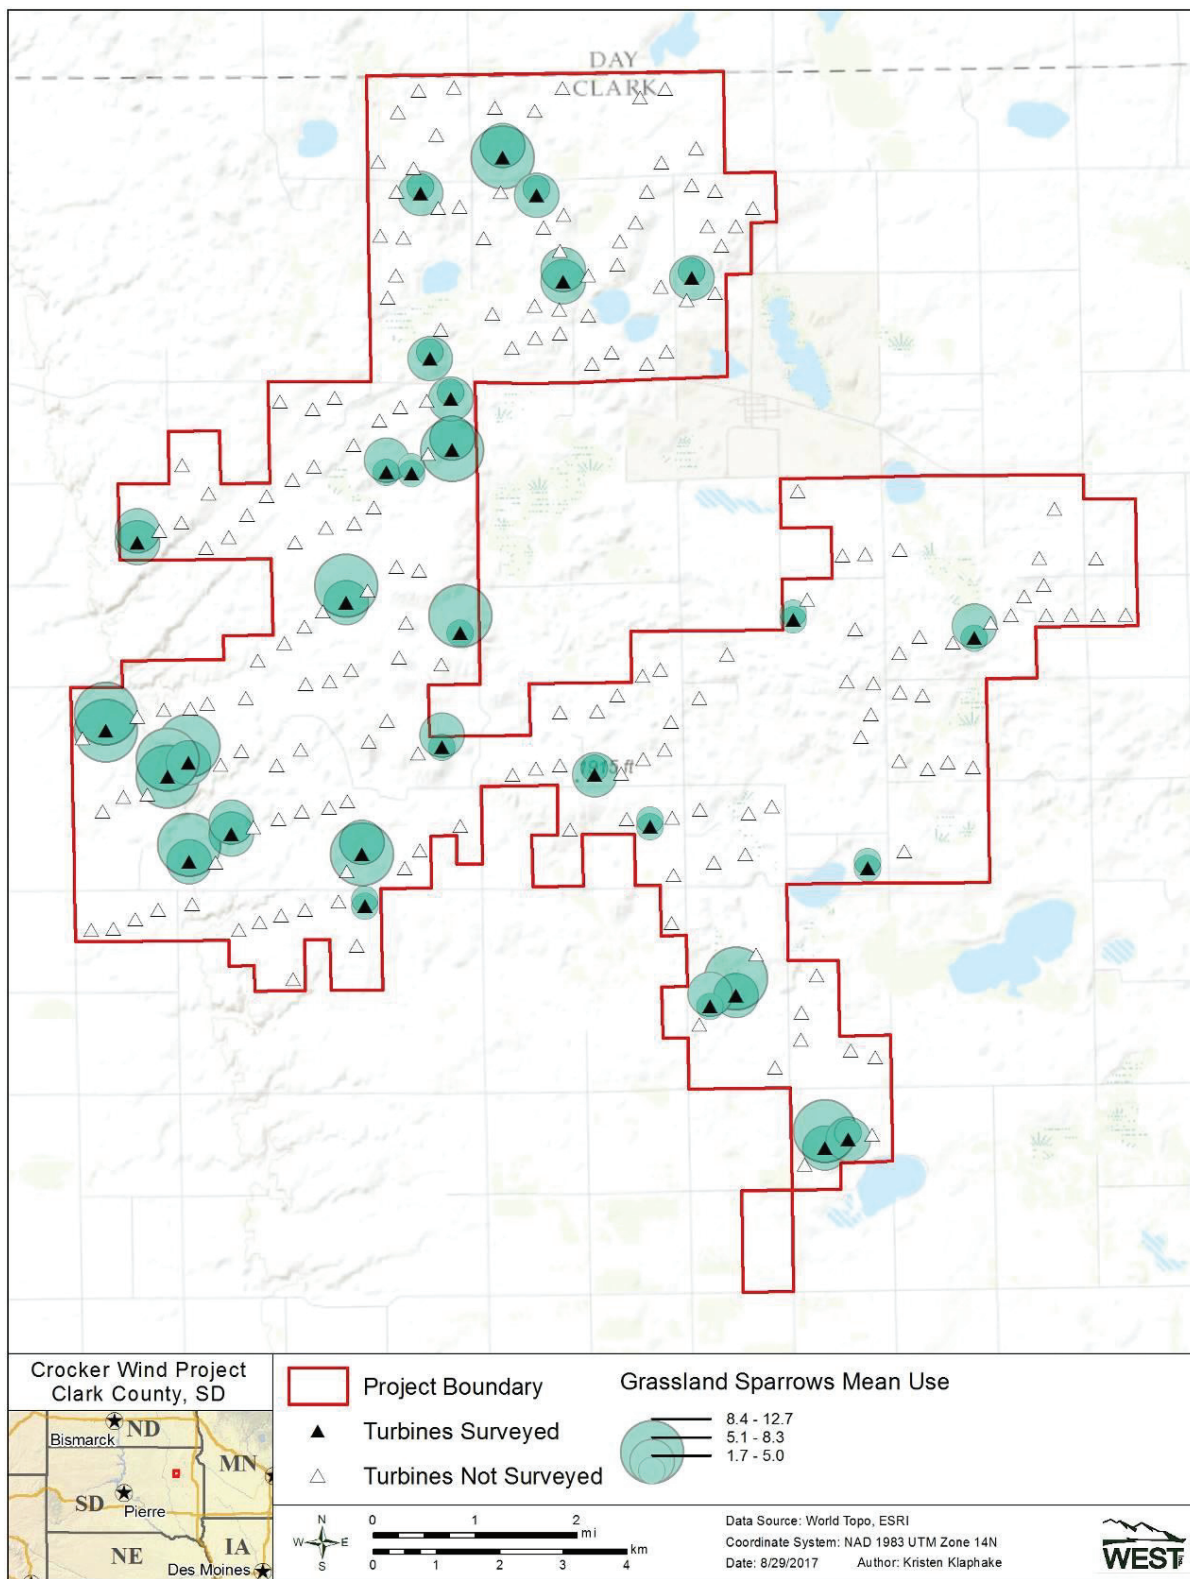 DAY
CLARK
1915 ft
Crocker Wind Project
Clark County, SD
ND
Bismarck
MN
SD
Pierre
IA
NE
Des Moines
Project Boundary
Turbines Surveyed
Turbines Not Surveyed
Grassland Sparrows Mean Use
8.4 - 12.7
5.1 - 8.3
1.7 - 5.0
N
W E
S
0 1 2
mi
0 1 2 3 4
km
Data Source: World Topo, ESRI
Coordinate System: NAD 1983 UTM Zone 14N
Date: 8/29/2017 Author: Kristen Klaphake
WEST